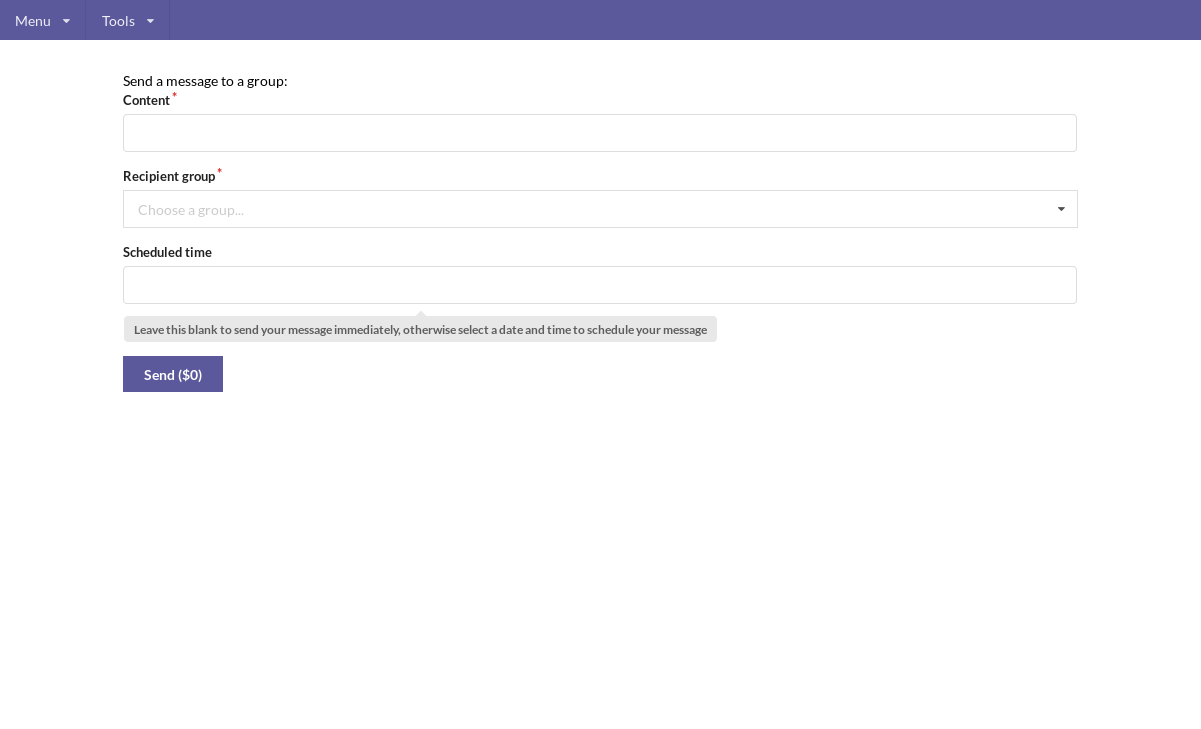 Menu Tools
Send a message to a group:
Content*
Recipient group*
Choose a group...
Scheduled time
Leave this blank to send your message immediately, otherwise select a date and time to schedule your message
Send ($0)